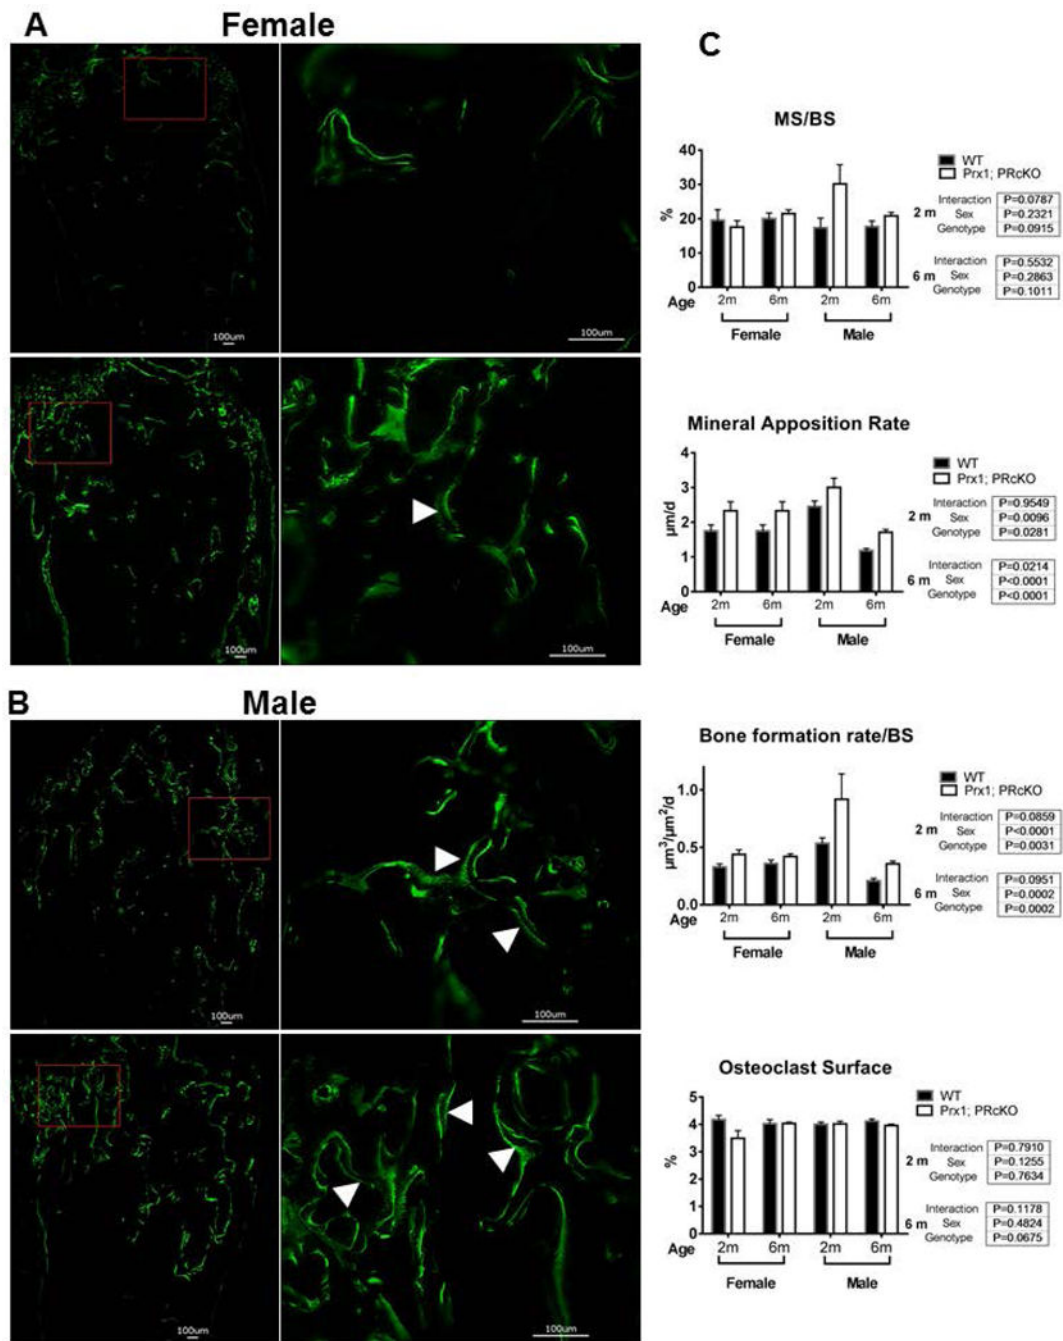 A
Female
100um
100um
100um
100um
B
Male
100um
100um
100um
100um
C
MS/BS
40
30
20
10
0
%
Age
2m 6m 2m 6m
Female Male
WT
Prx1; PRcKO
2 m
Interaction P=0.0787
Sex P=0.2321
Genotype P=0.0915
6 m
Interaction P=0.5532
Sex P=0.2863
Genotype P=0.1011
Mineral Apposition Rate
4
3
2
1
0
µm/d
Age
2m 6m 2m 6m
Female Male
WT
Prx1; PRcKO
2 m
Interaction P=0.9549
Sex P=0.0096
Genotype P=0.0281
6 m
Interaction P=0.0214
Sex P<0.0001
Genotype P<0.0001
Bone formation rate/BS
1.0
0.5
0.0
µm³/µm²/d
Age
2m 6m 2m 6m
Female Male
WT
Prx1; PRcKO
2 m
Interaction P=0.0859
Sex P<0.0001
Genotype P=0.0031
6 m
Interaction P=0.0951
Sex P=0.0002
Genotype P=0.0002
Osteoclast Surface
5
4
3
2
1
0
%
Age
2m 6m 2m 6m
Female Male
WT
Prx1; PRcKO
2 m
Interaction P=0.7910
Sex P=0.1255
Genotype P=0.7634
6 m
Interaction P=0.1178
Sex P=0.4824
Genotype P=0.0675